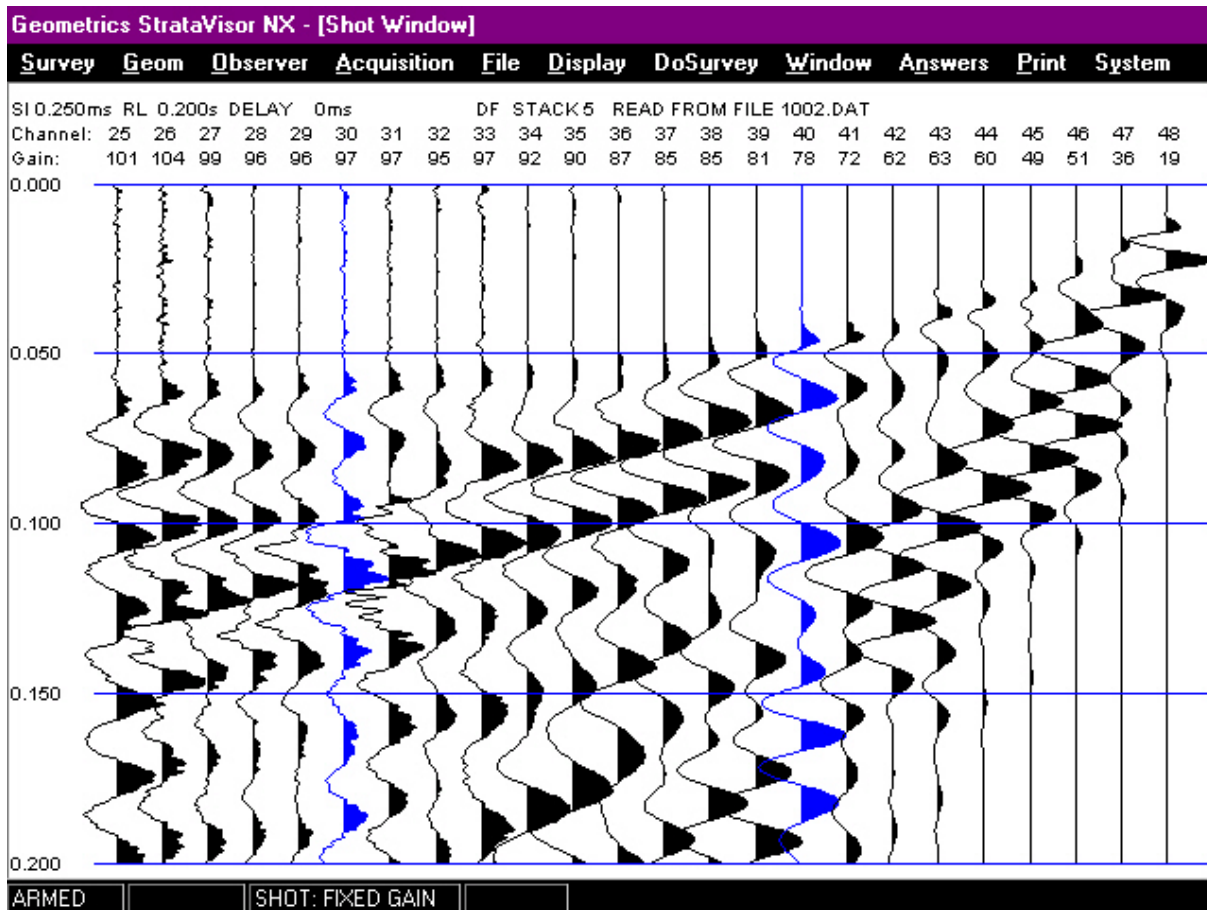 Geometrics StrataVisor NX - [Shot Window]
Survey Geom Observer Acquisition File Display DoSurvey Window Answers Print System
SI 0.250ms RL 0.200s DELAY 0ms DF STACK 5 READ FROM FILE 1002.DAT
Channel: 25 26 27 28 29 30 31 32 33 34 35 36 37 38 39 40 41 42 43 44 45 46 47 48
Gain: 101 104 99 96 96 97 97 95 97 92 90 87 85 85 81 78 72 62 63 60 49 51 36 19
0.000
0.050
0.100
0.150
0.200
ARMED SHOT: FIXED GAIN